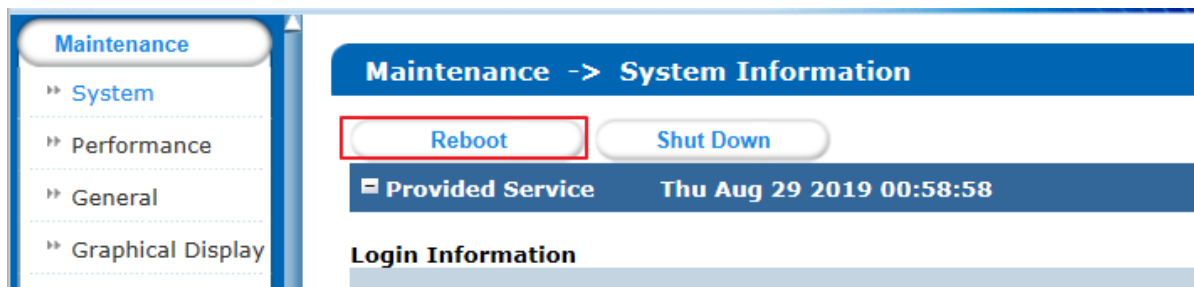 Maintenance
System
Performance
General
Graphical Display
Maintenance -> System Information
Reboot
Shut Down
Provided Service Thu Aug 29 2019 00:58:58
Login Information